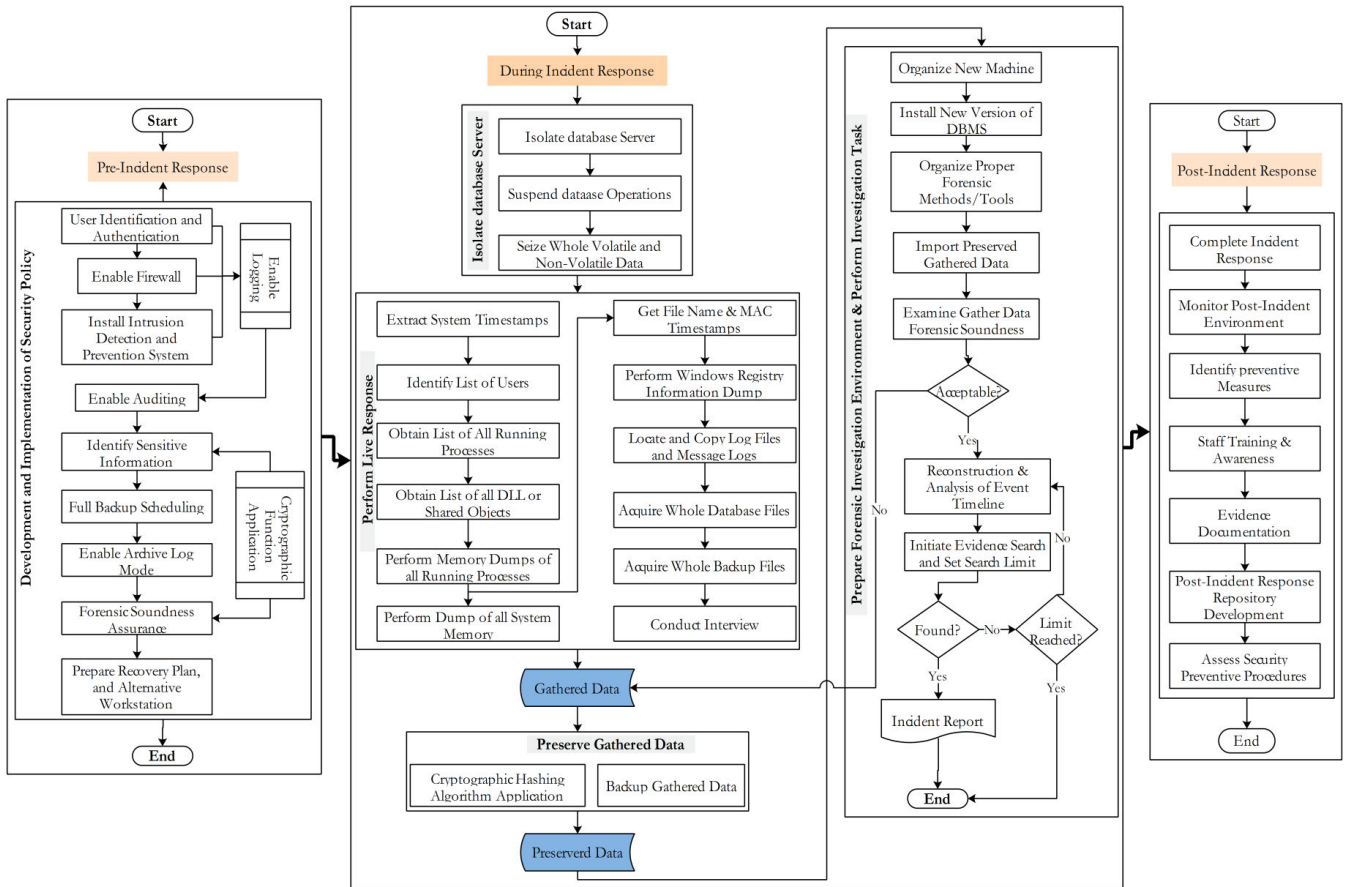 Start
Pre-Incident Response
Development and Implementation of Security Policy
User Identification and
Authentication
Enable Firewall
Install Intrusion
Detection and
Prevention System
Enable
Logging
Enable Auditing
Identify Sensitive
Information
Full Backup Scheduling
Enable Archive Log
Mode
Forensic Soundness
Assurance
Cryptographic
Function
Application
Prepare Recovery Plan,
and Alternative
Workstation
End
Start
During Incident Response
Isolate database Server
Isolate database Server
Suspend dataase Operations
Seize Whole Volatile and
Non-Volatile Data
Perform Live Response
Extract System Timestamps
Identify List of Users
Obtain List of All Running
Processes
Obtain List of all DLL or
Shared Objects
Perform Memory Dumps of
all Running Processes
Perform Dump of all System
Memory
Get File Name & MAC
Timestamps
Perform Windows Registry
Information Dump
Locate and Copy Log Files
and Message Logs
Acquire Whole Database Files
Acquire Whole Backup Files
Conduct Interview
Gathered Data
Preserve Gathered Data
Cryptographic Hashing
Algorithm Application
Backup Gathered Data
Preserverd Data
Prepare Forensic Investigation Environment & Perform Investigation Task
Organize New Machine
Install New Version of
DBMS
Organize Proper
Forensic
Methods/Tools
Import Preserved
Gathered Data
Examine Gather Data
Forensic Soundness
Acceptable?
Yes
No
Reconstruction &
Analysis of Event
Timeline
No
Initiate Evidence Search
and Set Search Limit
Found?
No
Limit
Reached?
Yes
Yes
Incident Report
End
Start
Post-Incident Response
Complete Incident
Response
Monitor Post-Incident
Environment
Identify preventive
Measures
Staff Training &
Awareness
Evidence
Documentation
Post-Incident Response
Repository
Development
Assess Security
Preventive Procedures
End